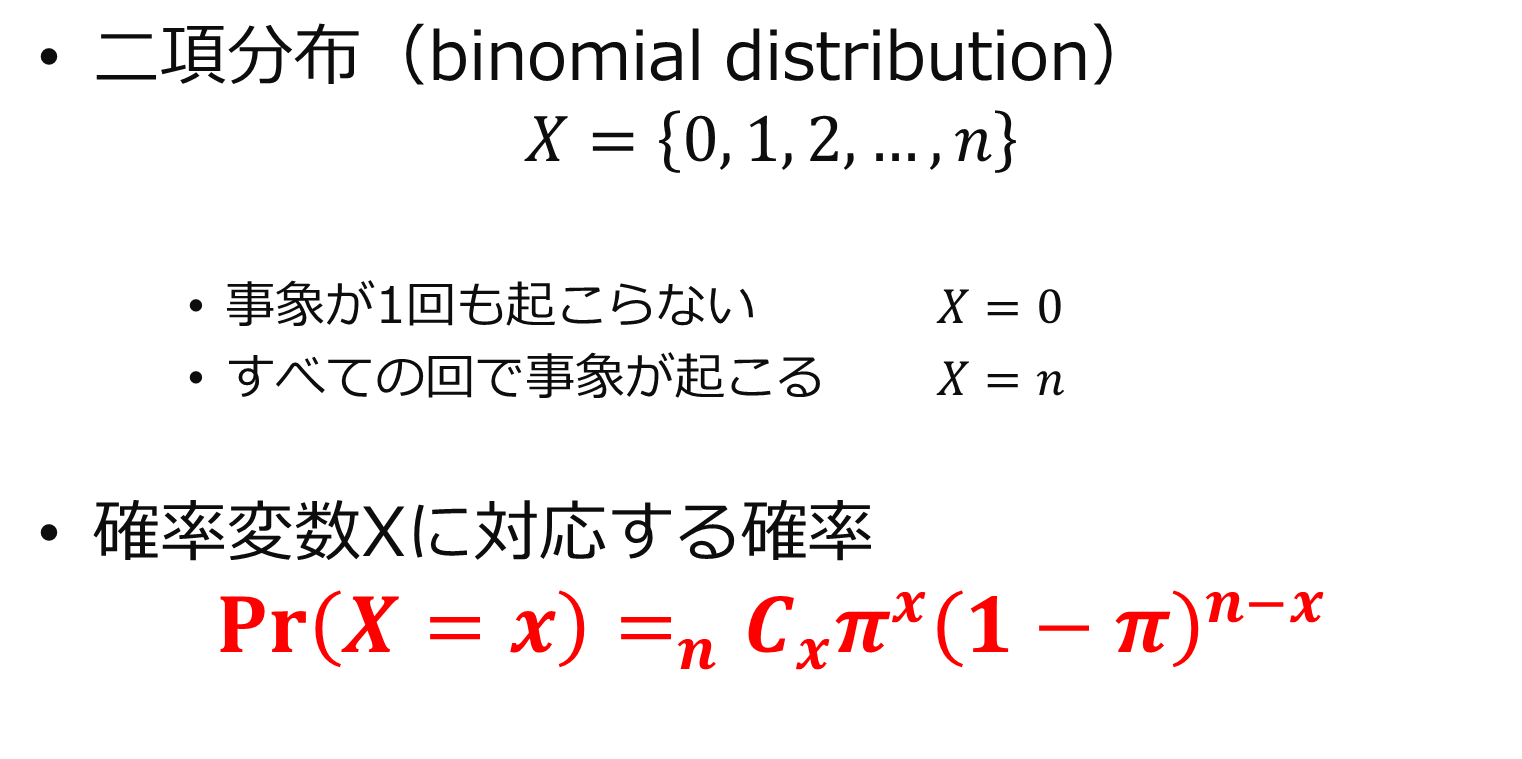 • 二項分布（binomial distribution）
X = {0, 1, 2, … , n}
• 事象が1回も起こらない X = 0
• すべての回で事象が起こる X = n
• 確率変数Xに対応する確率
Pr(X = x) =ₙ Cₓπˣ(1 − π)ⁿ⁻ˣ